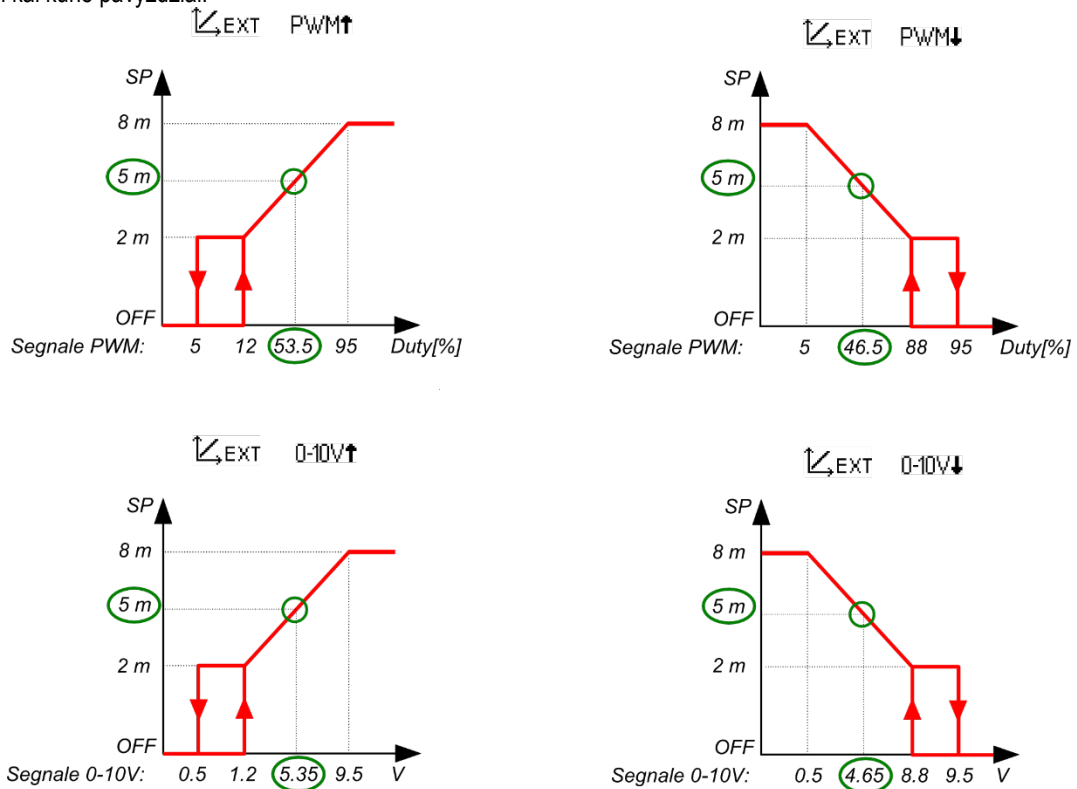 EXT PWM↑
SP
8 m
5 m
2 m
OFF
Segnale PWM: 5 12 53.5 95 Duty[%]
EXT PWM↓
SP
8 m
5 m
2 m
OFF
Segnale PWM: 5 46.5 88 95 Duty[%]
EXT 0-10V↑
SP
8 m
5 m
2 m
OFF
Segnale 0-10V: 0.5 1.2 5.35 9.5 V
EXT 0-10V↓
SP
8 m
5 m
2 m
OFF
Segnale 0-10V: 0.5 4.65 8.8 9.5 V